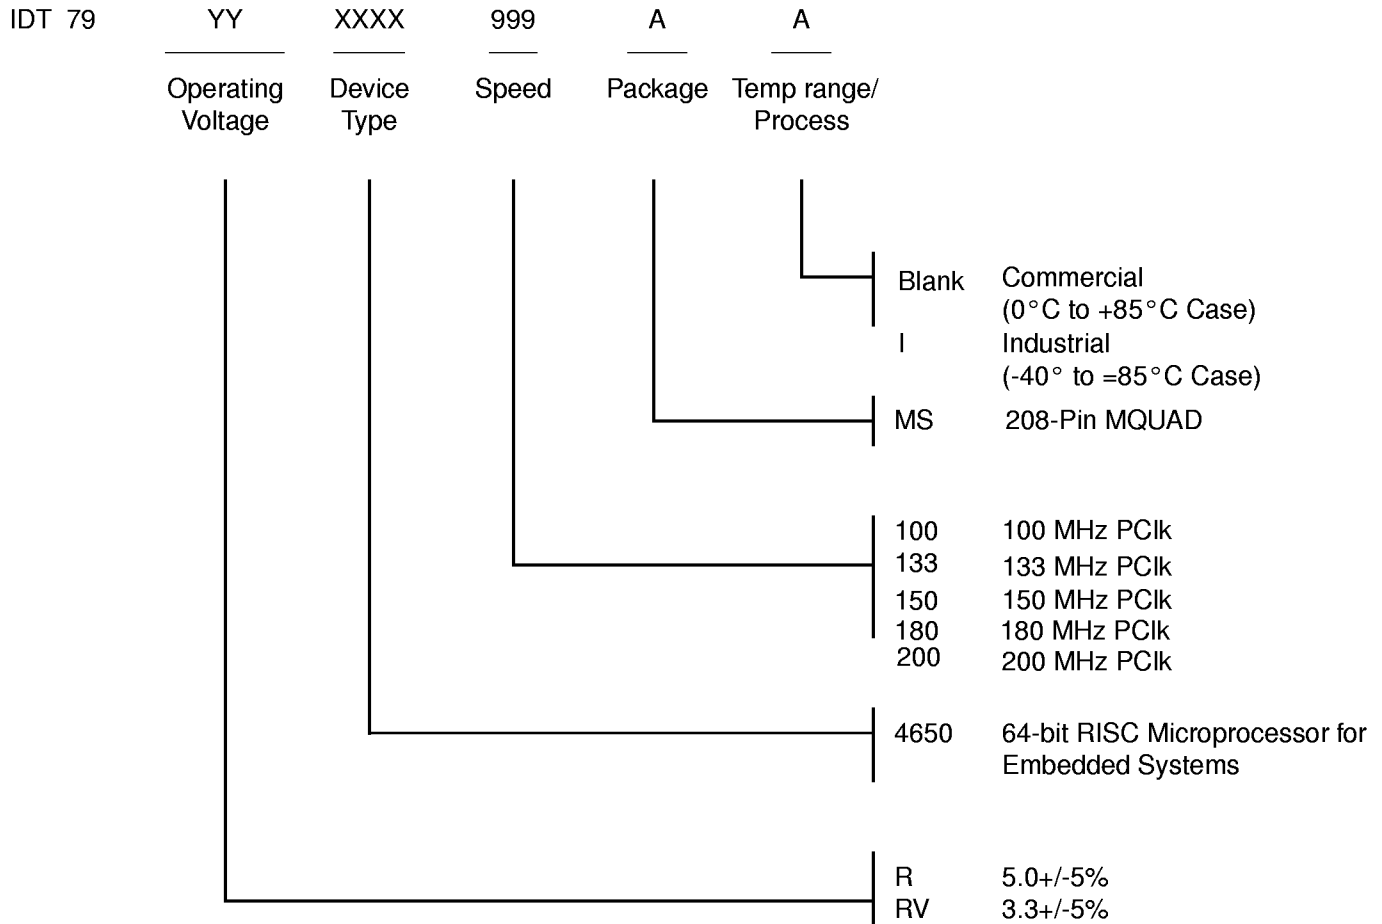 IDT 79 YY XXXX 999 A A
Operating Voltage
Device Type
Speed
Package
Temp range/ Process
Blank Commercial
(0°C to +85°C Case)
I Industrial
(-40° to =85°C Case)
MS 208-Pin MQUAD
100 100 MHz PClk
133 133 MHz PClk
150 150 MHz PClk
180 180 MHz PClk
200 200 MHz PClk
4650 64-bit RISC Microprocessor for
Embedded Systems
R 5.0+/-5%
RV 3.3+/-5%